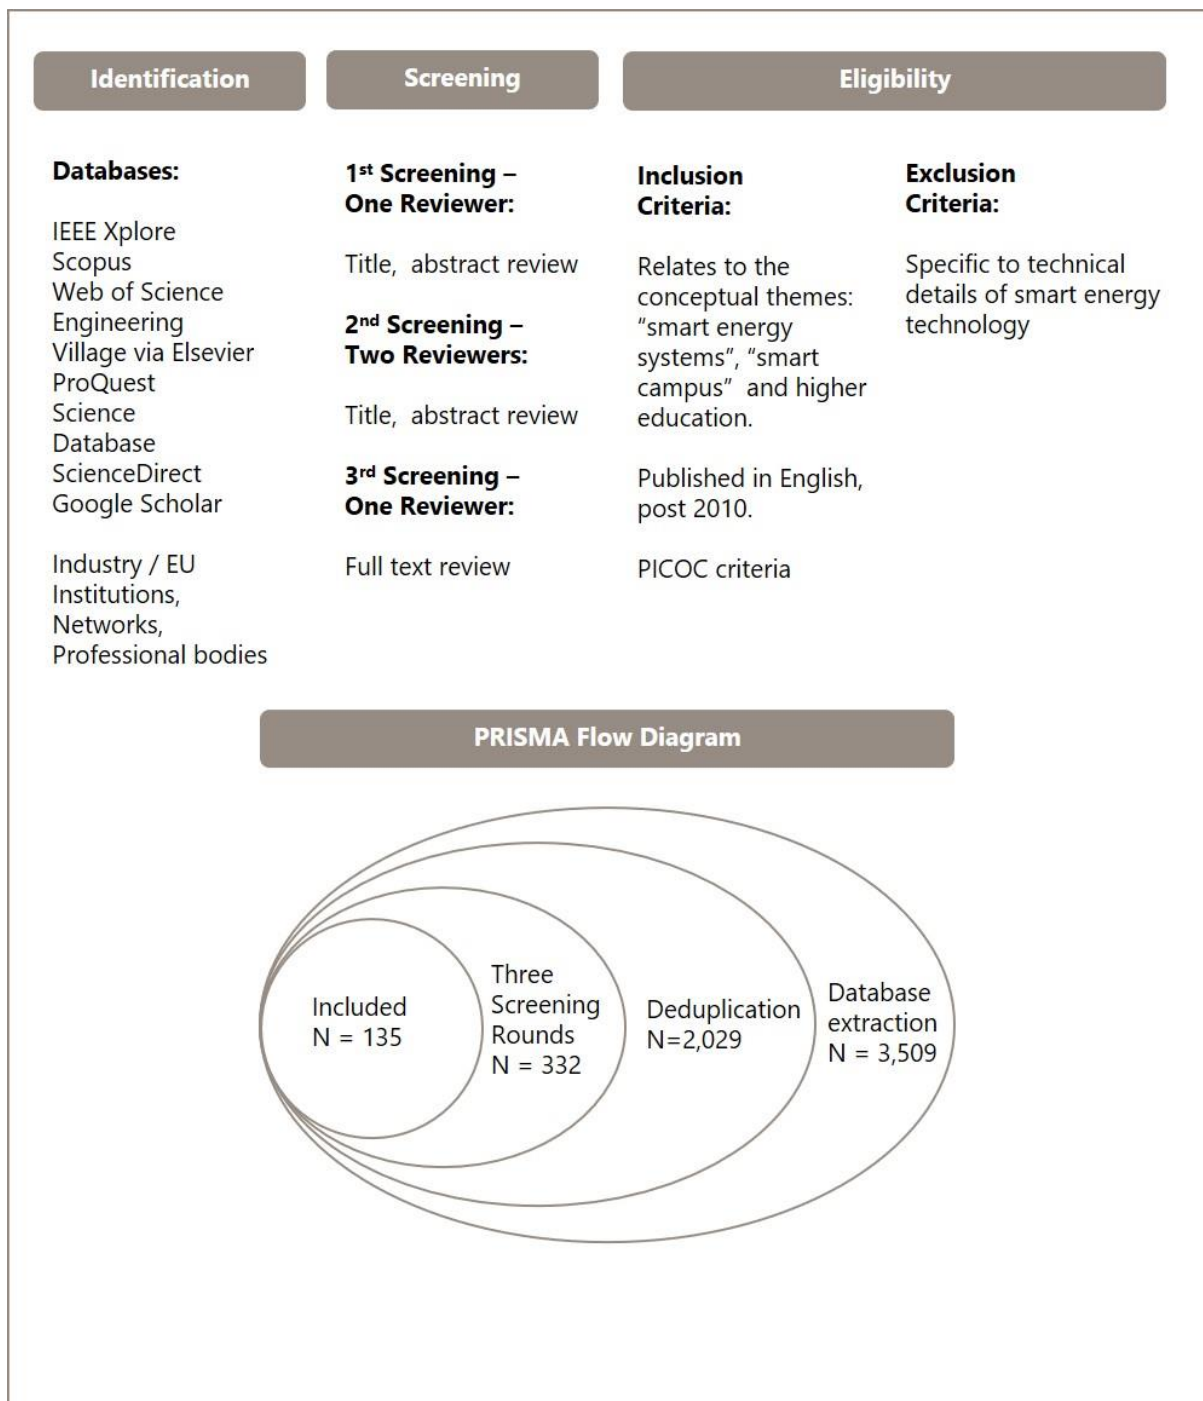 Identification
Screening
Eligibility
Databases:
IEEE Xplore
Scopus
Web of Science
Engineering
Village via Elsevier
ProQuest
Science
Database
ScienceDirect
Google Scholar
Industry / EU
Institutions,
Networks,
Professional bodies
1st Screening –
One Reviewer:
Title,  abstract review
2nd Screening –
Two Reviewers:
Title,  abstract review
3rd Screening –
One Reviewer:
Full text review
Inclusion
Criteria:
Relates to the
conceptual themes:
“smart energy
systems”, “smart
campus”  and higher
education.
Published in English,
post 2010.
PICOC criteria
Exclusion
Criteria:
Specific to technical
details of smart energy
technology
PRISMA Flow Diagram
Included
N = 135
Three
Screening
Rounds
N = 332
Deduplication
N=2,029
Database
extraction
N = 3,509